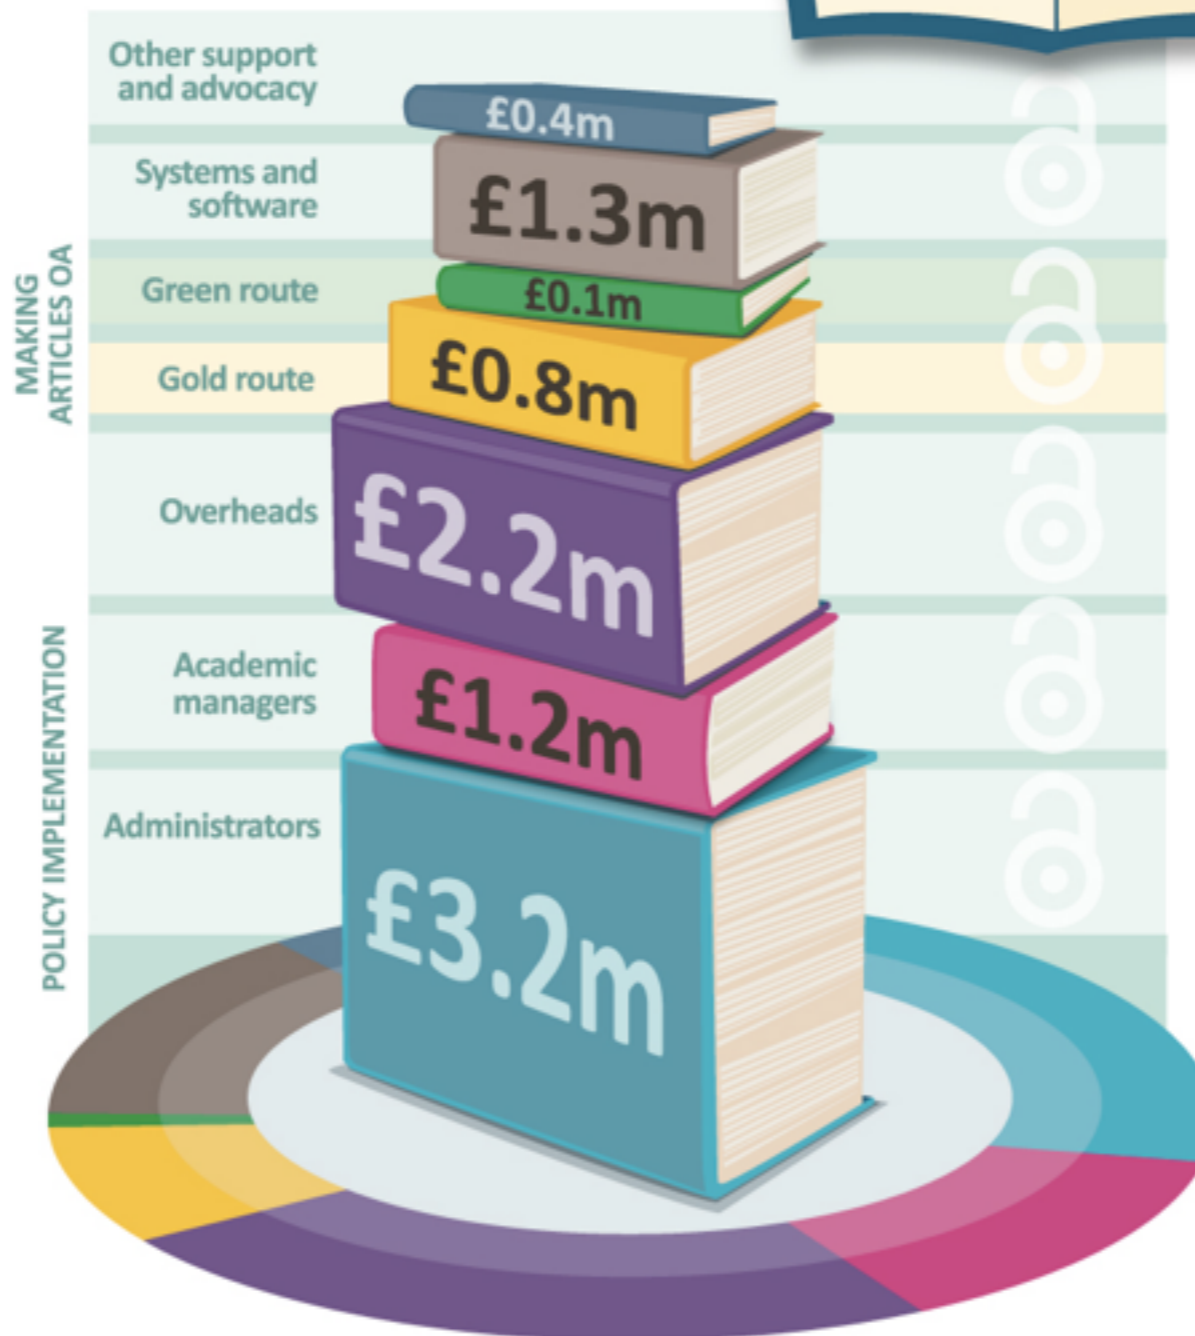 Other support
and advocacy
£0.4m
Systems and
software
£1.3m
MAKING
ARTICLES OA
Green route
£0.1m
Gold route
£0.8m
Overheads
£2.2m
POLICY IMPLEMENTATION
Academic
managers
£1.2m
Administrators
£3.2m